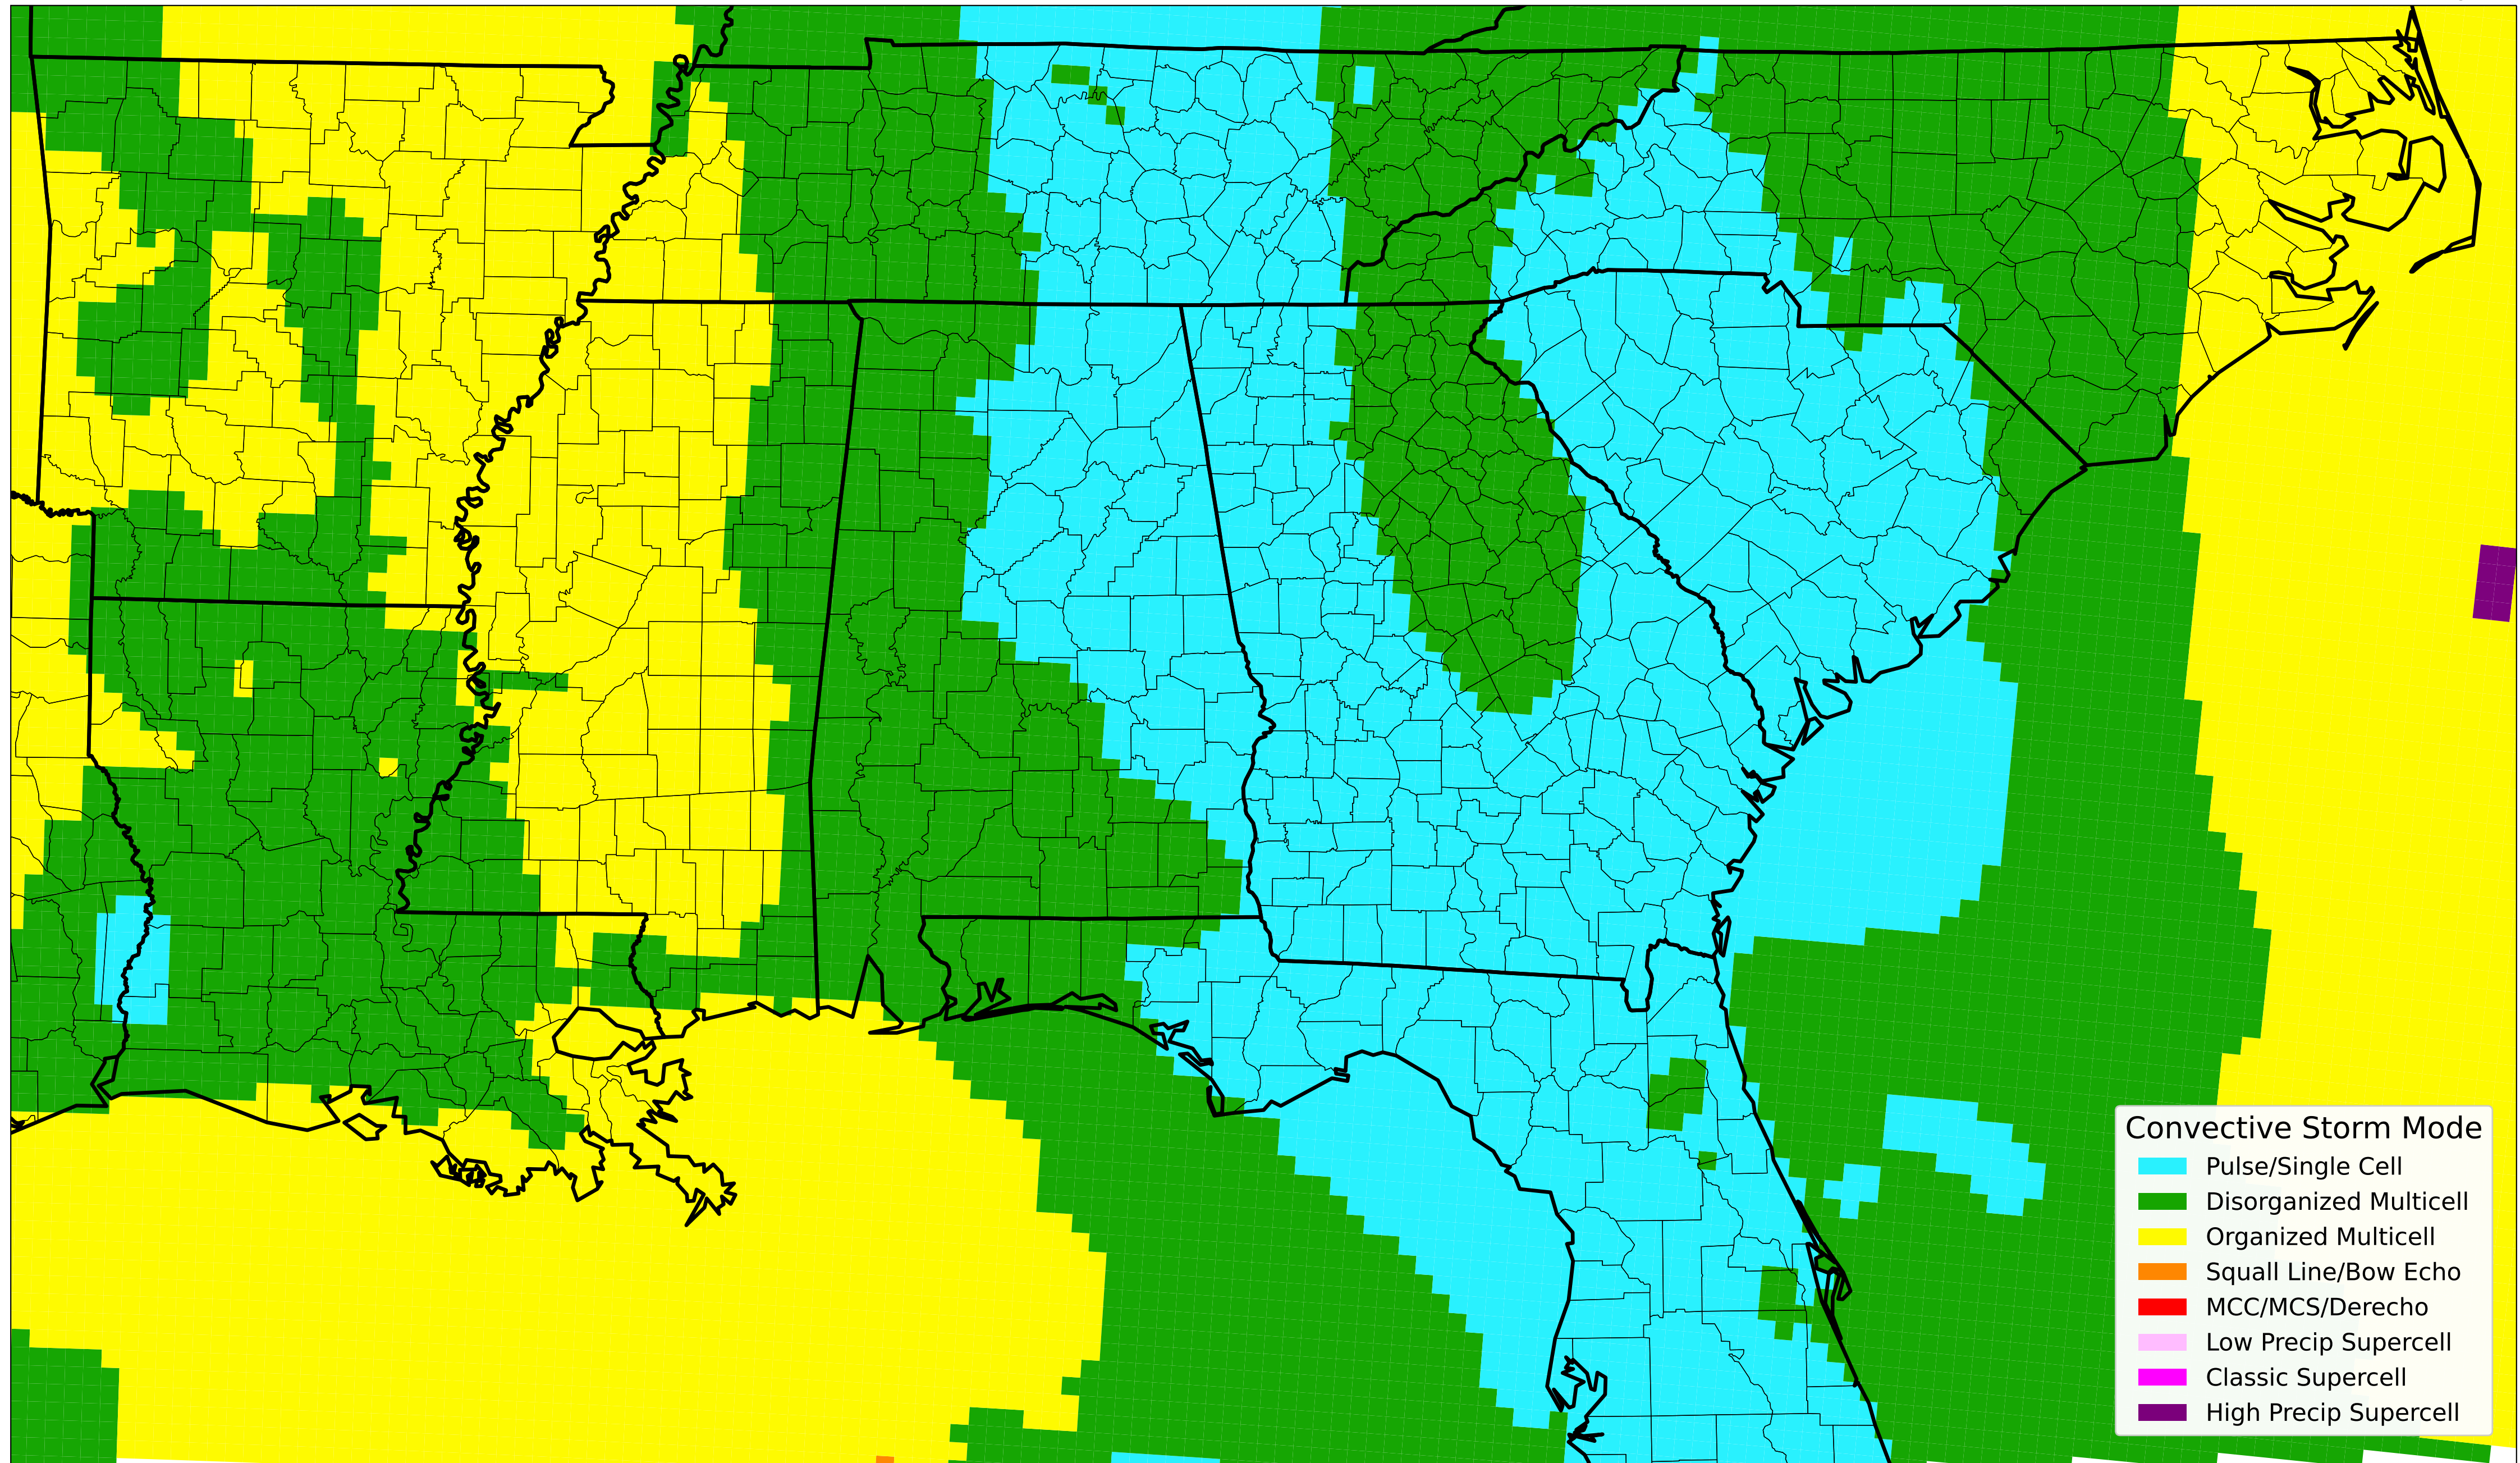 Convective Storm Mode
Pulse/Single Cell
Disorganized Multicell
Organized Multicell
Squall Line/Bow Echo
MCC/MCS/Derecho
Low Precip Supercell
Classic Supercell
High Precip Supercell